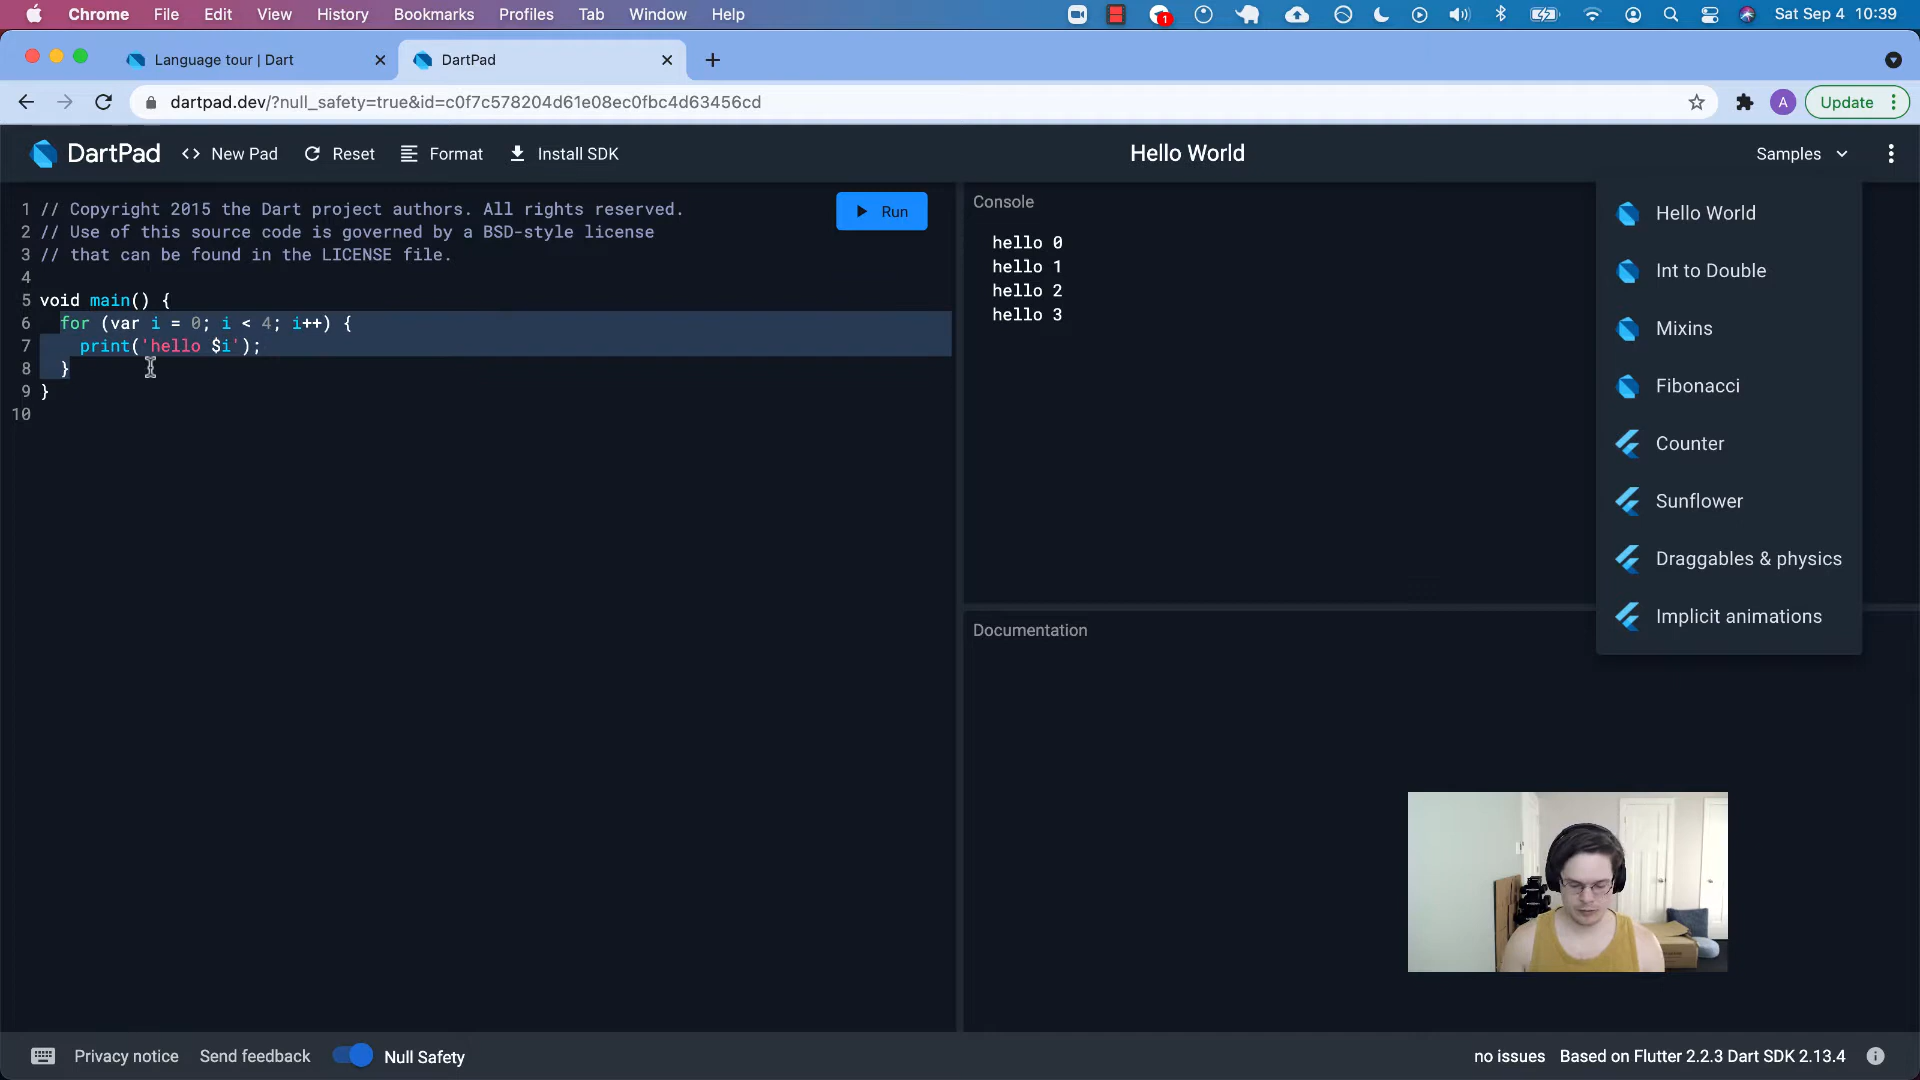 Chrome File Edit View History Bookmarks Profiles Tab Window Help
1
Sat Sep 4 10:39
Language tour | Dart
DartPad
dartpad.dev/?null_safety=true&id=c0f7c578204d61e08ec0fbc4d63456cd
A
Update
DartPad
<> New Pad
Reset
Format
Install SDK
Hello World
Samples
1 // Copyright 2015 the Dart project authors. All rights reserved.
2 // Use of this source code is governed by a BSD-style license
3 // that can be found in the LICENSE file.
4
5 void main() {
6 for (var i = 0; i < 4; i++) {
7 print('hello $i');
8 }
9 }
10
Run
Console
hello 0
hello 1
hello 2
hello 3
Hello World
Int to Double
Mixins
Fibonacci
Counter
Sunflower
Draggables & physics
Implicit animations
Documentation
Privacy notice
Send feedback
Null Safety
no issues
Based on Flutter 2.2.3 Dart SDK 2.13.4